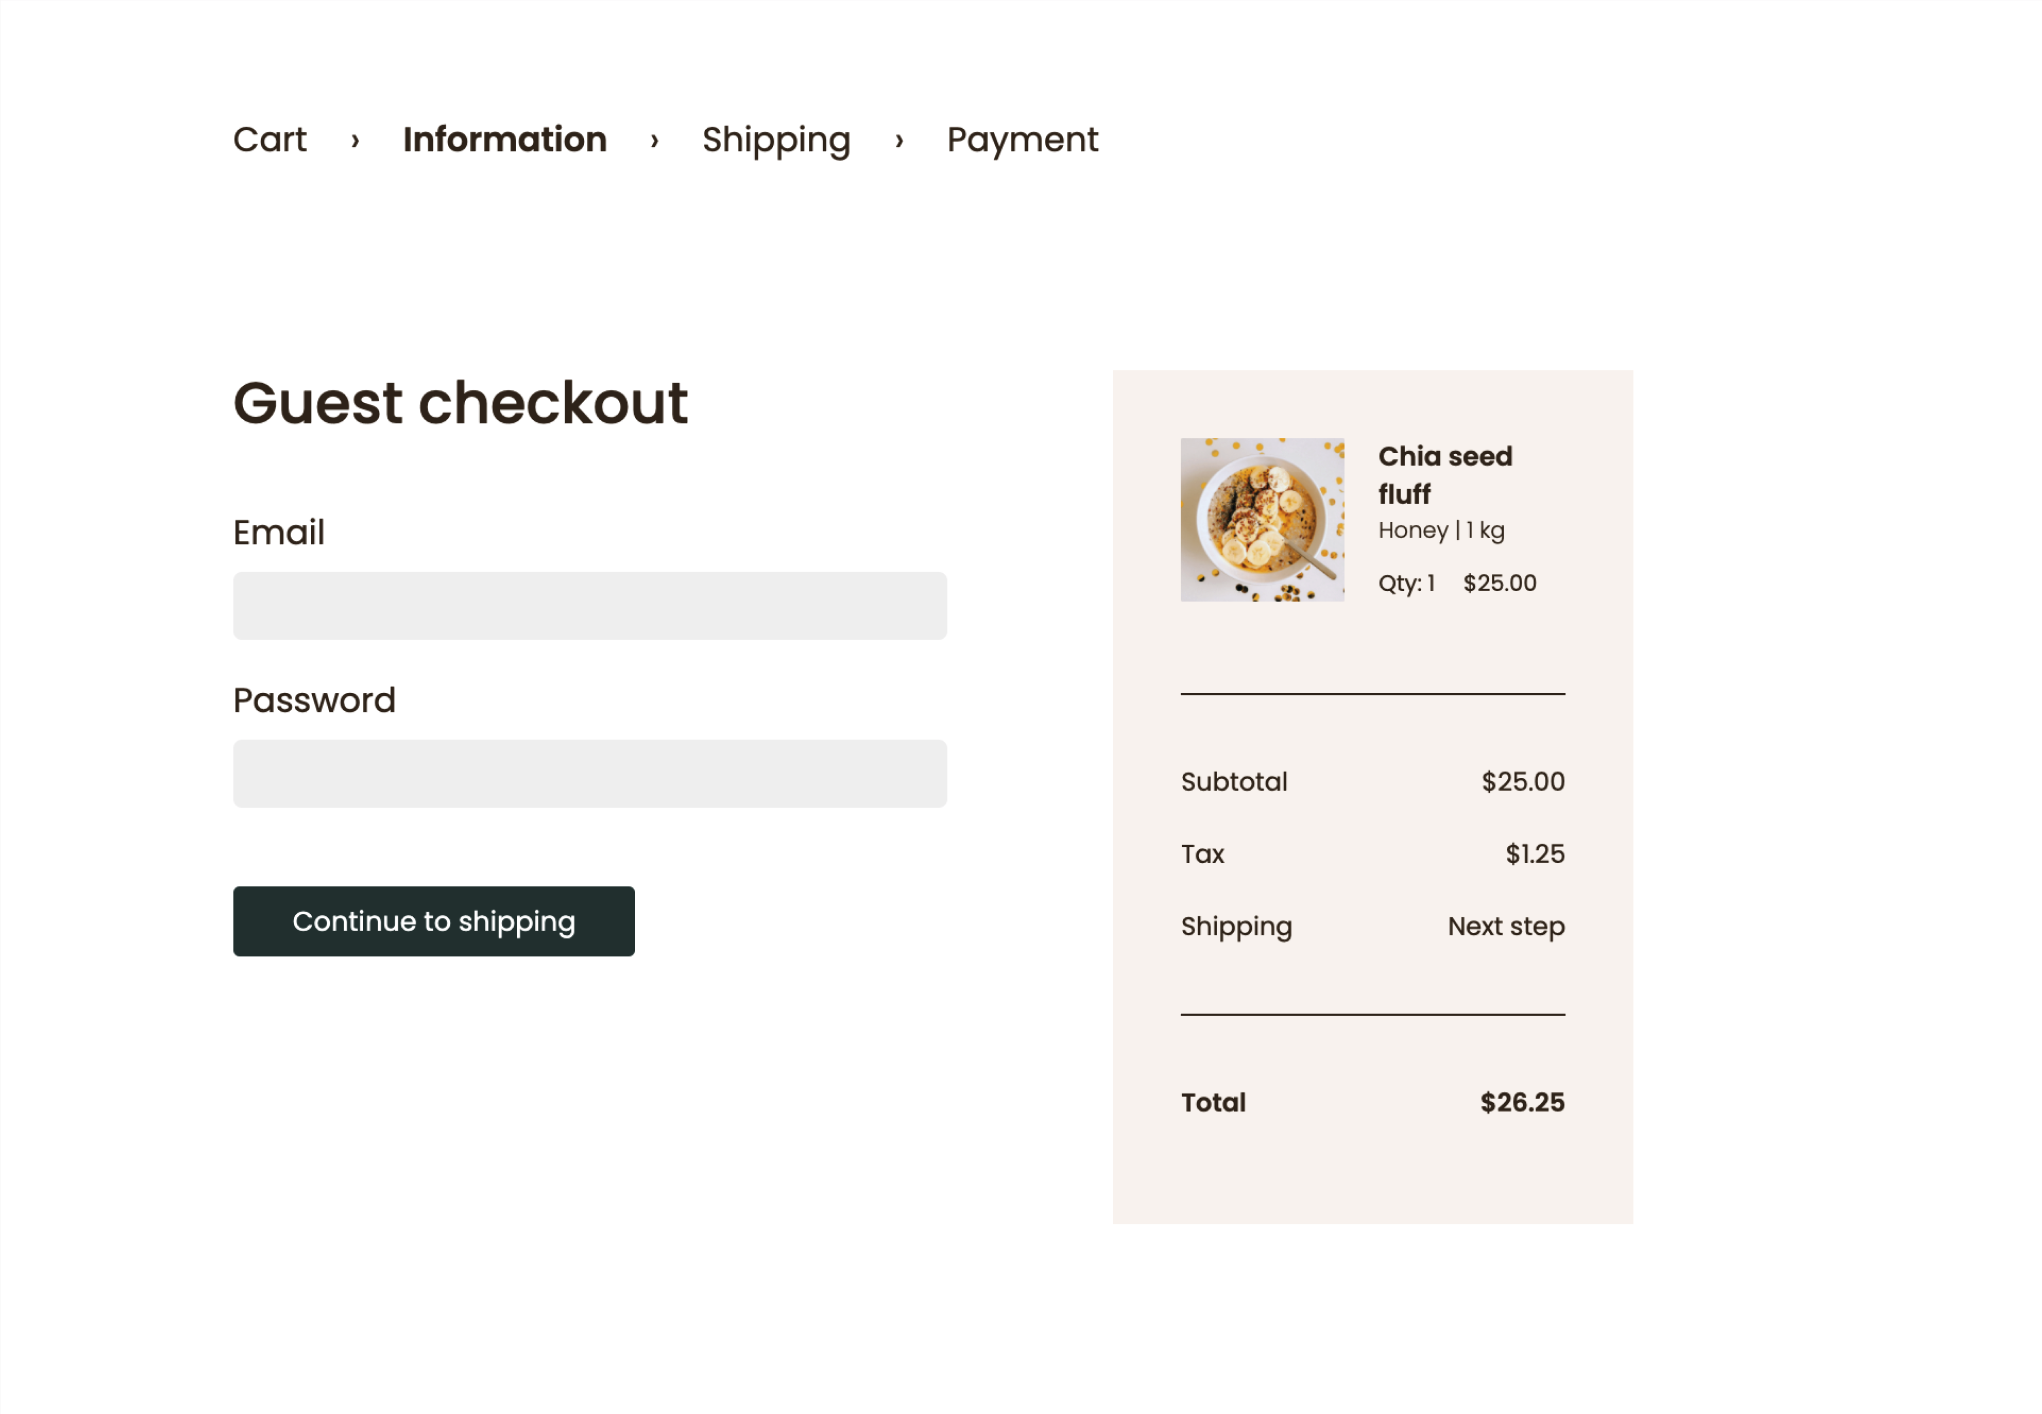 Cart › Information › Shipping › Payment
Guest checkout
Email
Password
Continue to shipping
Chia seed
fluff
Honey | 1 kg
Qty: 1 $25.00
Subtotal $25.00
Tax $1.25
Shipping Next step
Total $26.25